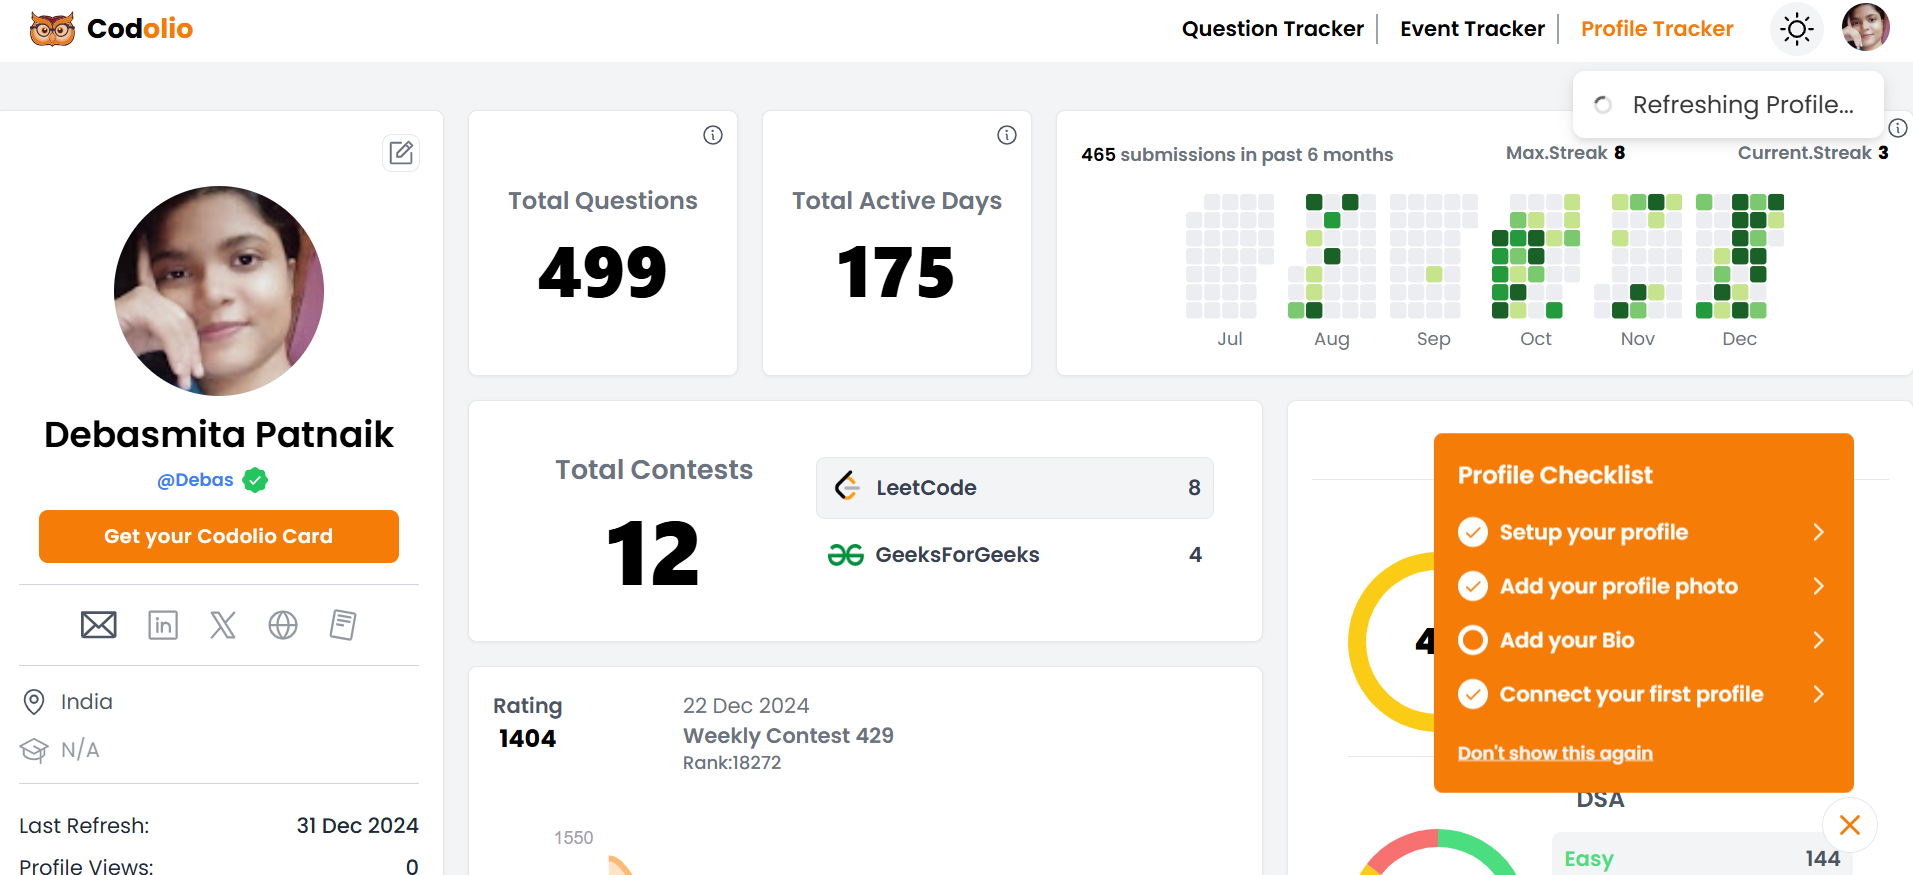 Codolio
Question Tracker
Event Tracker
Profile Tracker
Refreshing Profile...
Debasmita Patnaik
@Debas
Get your Codolio Card
India
N/A
Last Refresh: 31 Dec 2024
Profile Views: 0
Total Questions
499
Total Active Days
175
465 submissions in past 6 months
Max.Streak 8
Current.Streak 3
Jul Aug Sep Oct Nov Dec
Total Contests
12
LeetCode 8
GeeksForGeeks 4
Rating
1404
22 Dec 2024
Weekly Contest 429
Rank:18272
1550
Profile Checklist
Setup your profile
Add your profile photo
Add your Bio
Connect your first profile
Don't show this again
DSA
Easy 144